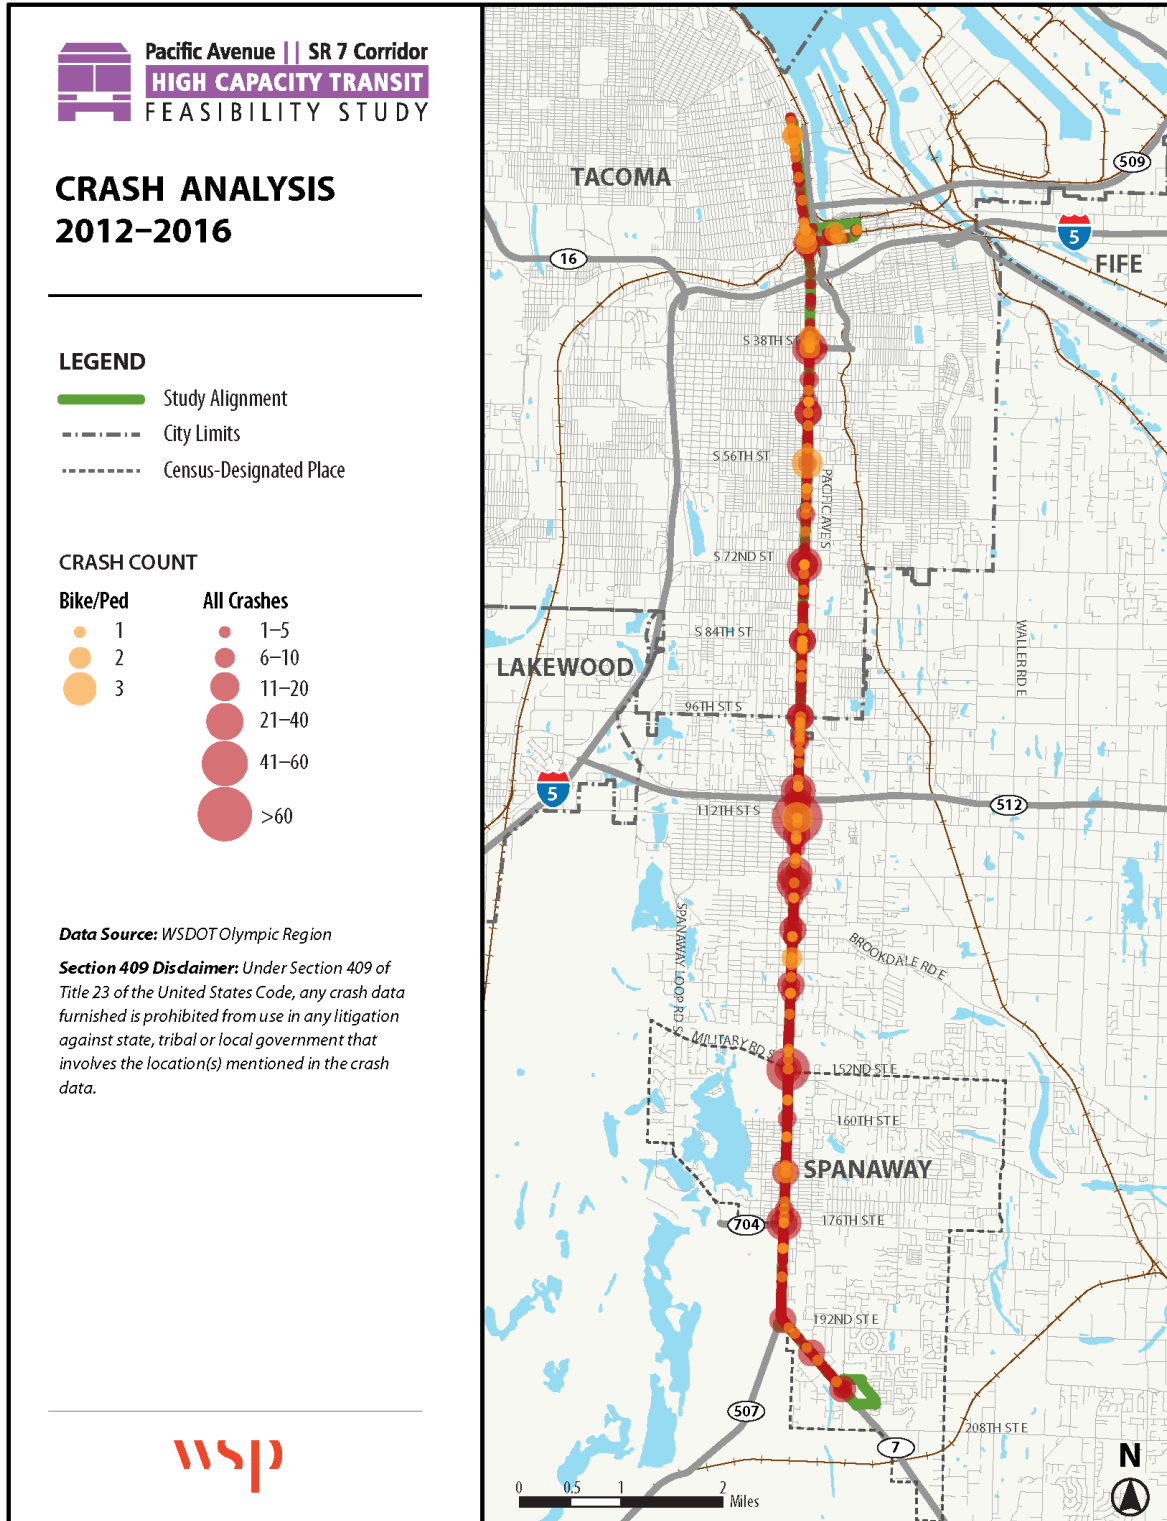 Pacific Avenue || SR 7 Corridor
HIGH CAPACITY TRANSIT
FEASIBILITY STUDY
CRASH ANALYSIS
2012–2016
LEGEND
Study Alignment
City Limits
Census-Designated Place
CRASH COUNT
Bike/Ped
All Crashes
1
1–5
2
6–10
3
11–20
21–40
41–60
>60
Data Source: WSDOT Olympic Region
Section 409 Disclaimer: Under Section 409 of
Title 23 of the United States Code, any crash data
furnished is prohibited from use in any litigation
against state, tribal or local government that
involves the location(s) mentioned in the crash
data.
wsp
TACOMA
509
5
FIFE
16
S 38TH ST
S 56TH ST
PACIFIC AVE S
S 72ND ST
S 84TH ST
WALLER RD E
LAKEWOOD
96TH ST S
5
512
112TH ST S
SPANAWAY LOOP RD S
BROOKDALE RD E
MILITARY RD S
152ND ST E
160TH ST E
SPANAWAY
704
176TH ST E
192ND ST E
507
7
208TH ST E
N
0 0.5 1 2
Miles